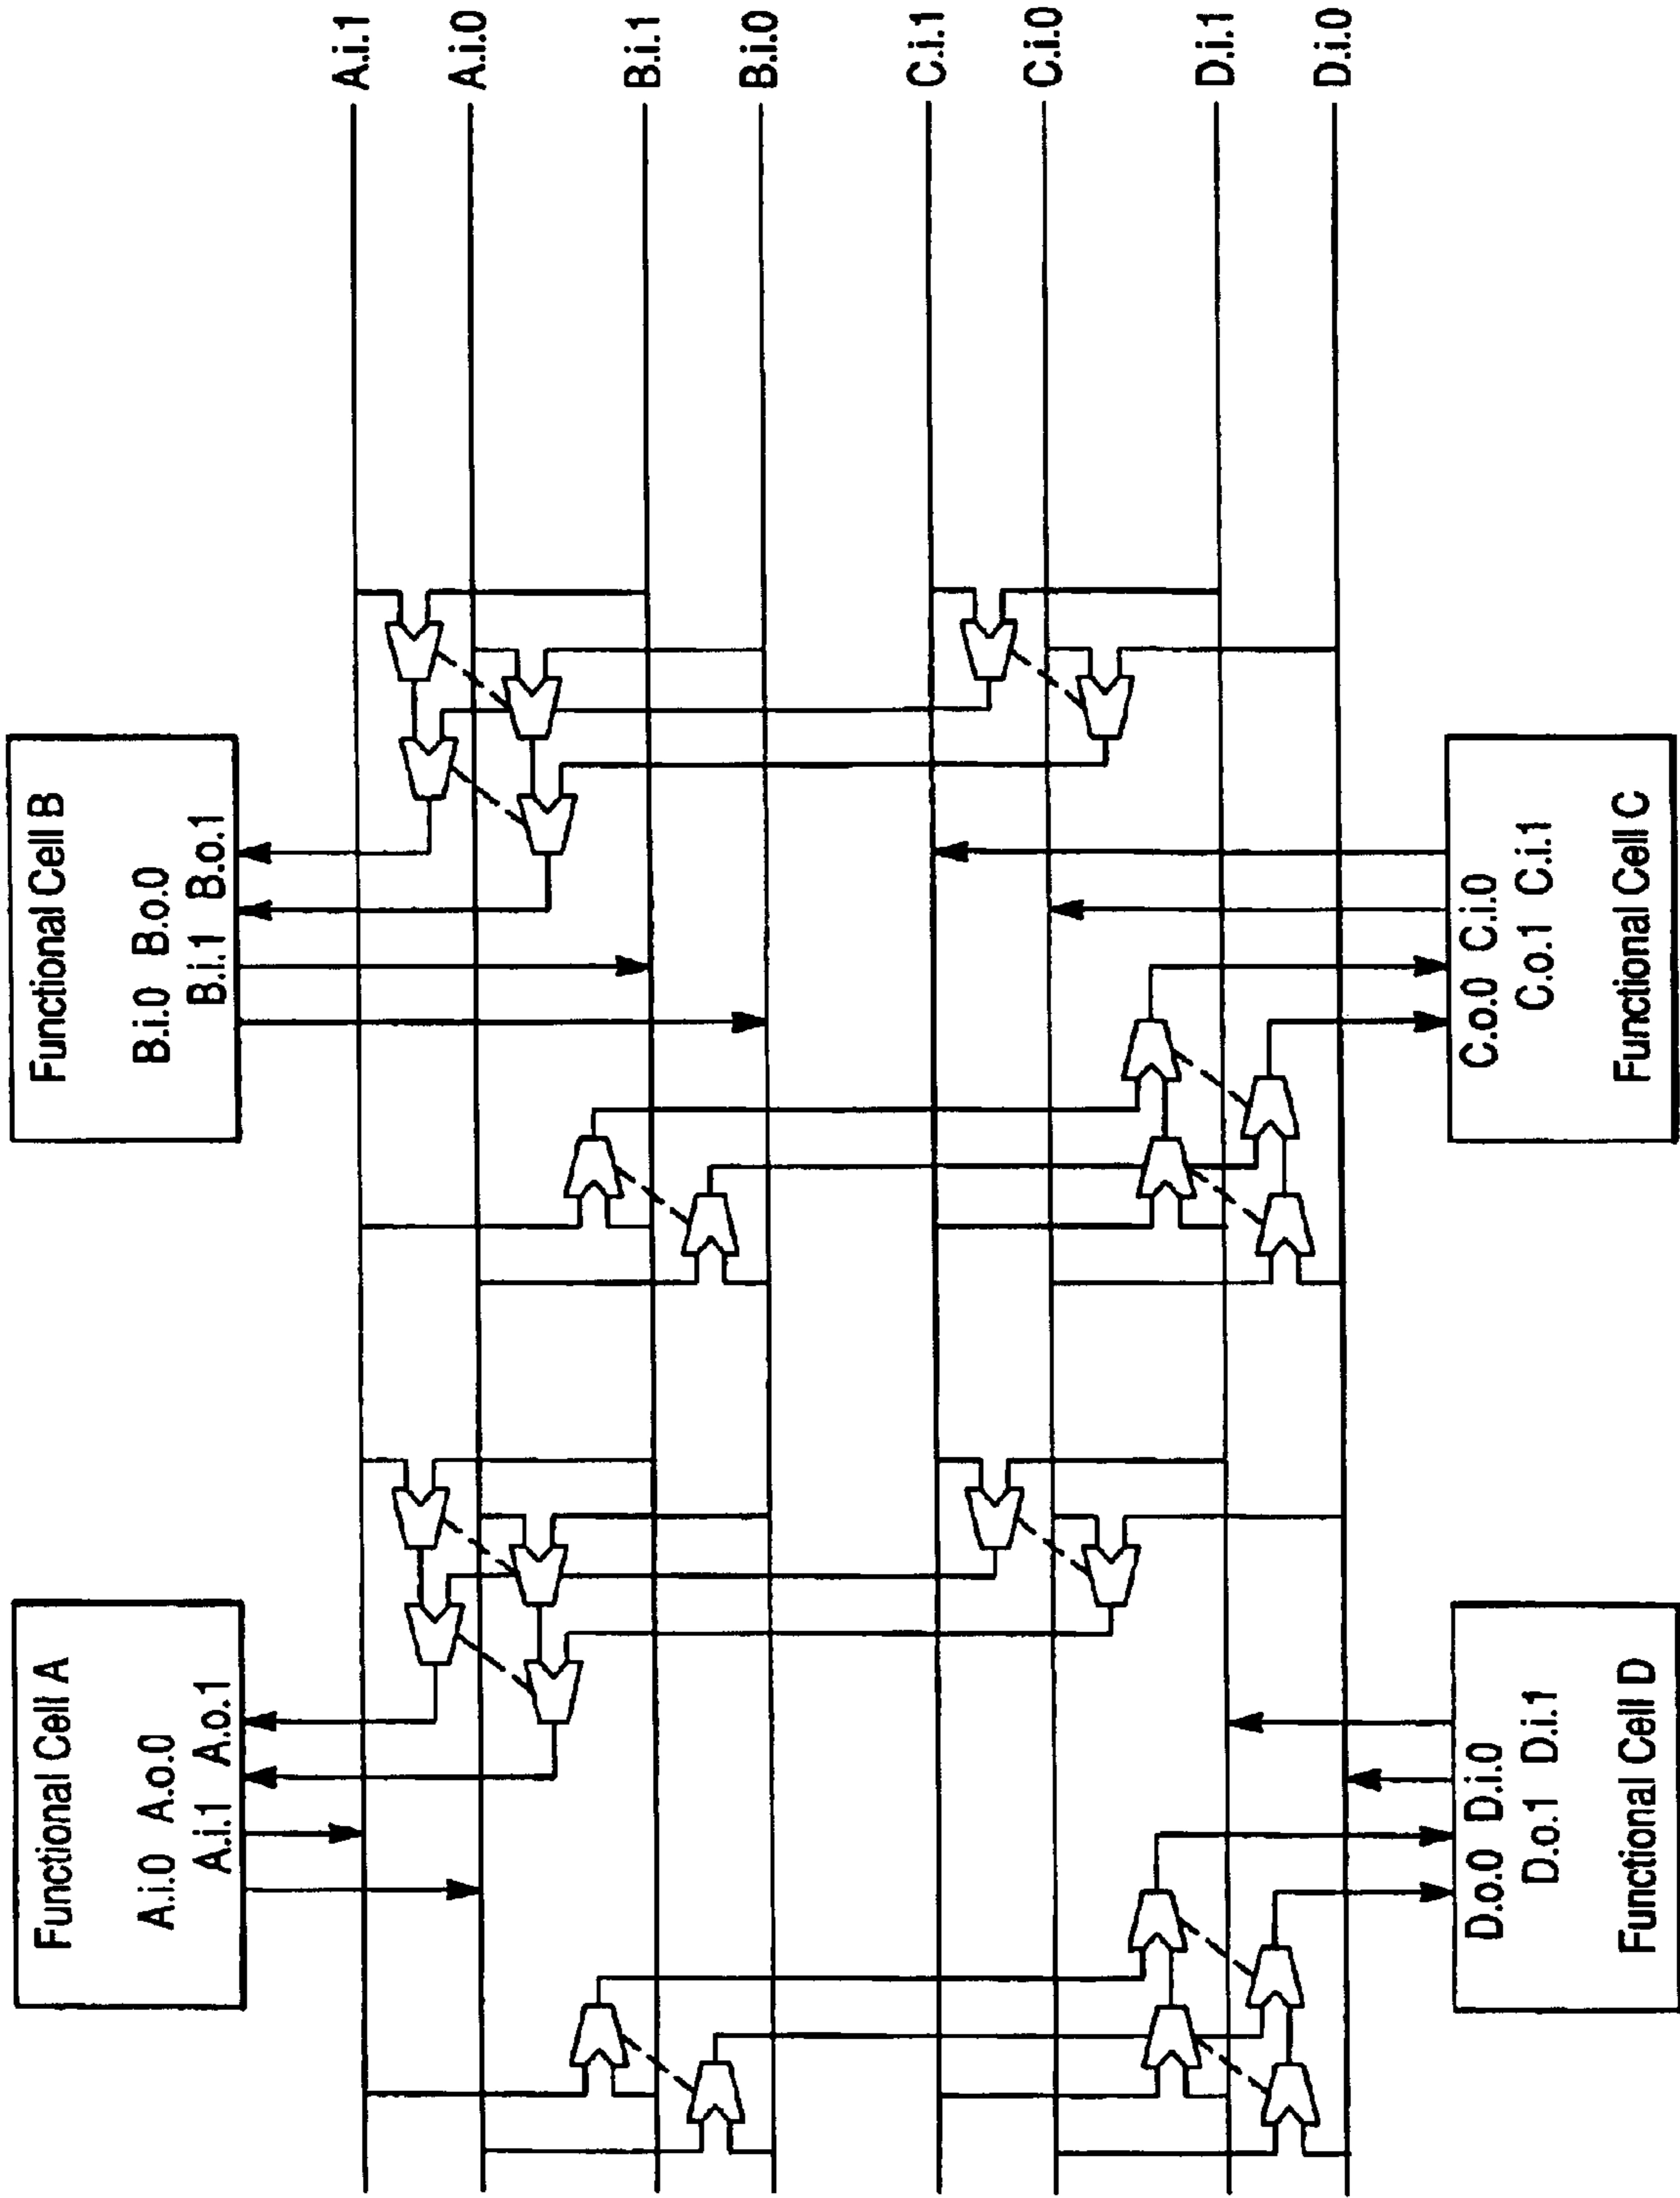 A.i.1
A.i.0
B.i.1
B.i.0
C.i.1
C.i.0
D.i.1
D.i.0
Functional Cell B
B.i.0 B.o.0
B.i.1 B.o.1
C.o.0 C.i.0
C.o.1 C.i.1
Functional Cell C
Functional Cell A
A.i.0 A.o.0
A.i.1 A.o.1
D.o.0 D.i.0
D.o.1 D.i.1
Functional Cell D